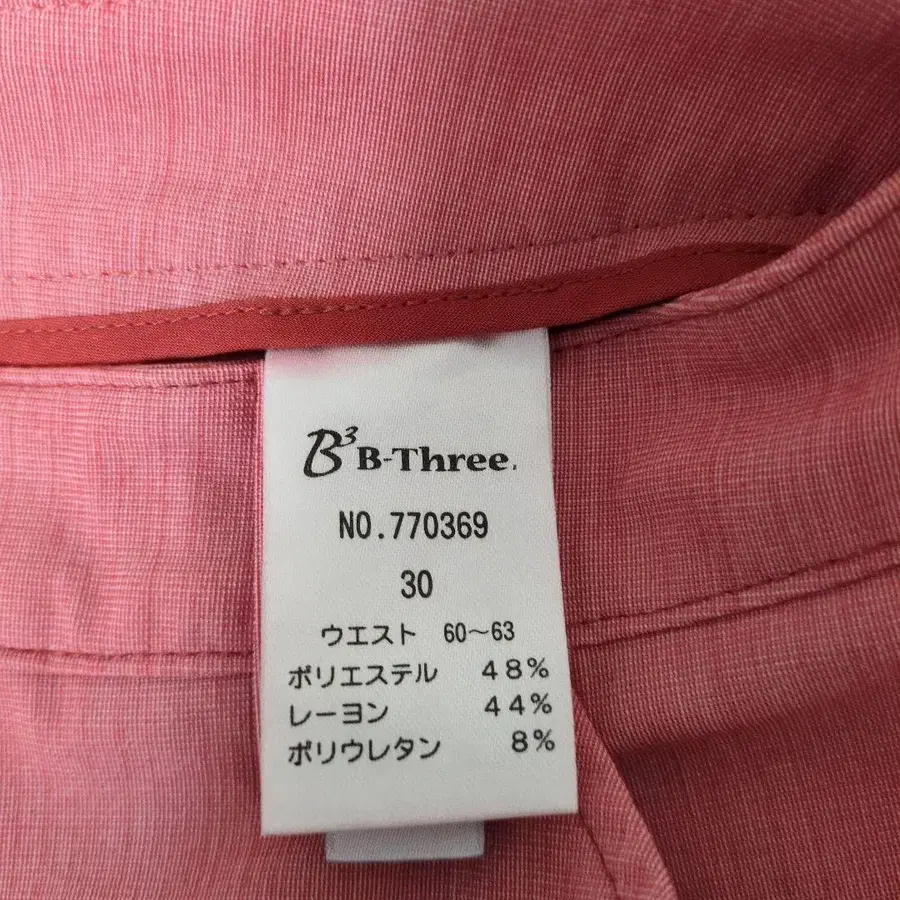 B³ B-Three.
NO.770369
30
ウエスト 60～63
ポリエステル 48%
レーヨン 44%
ポリウレタン 8%